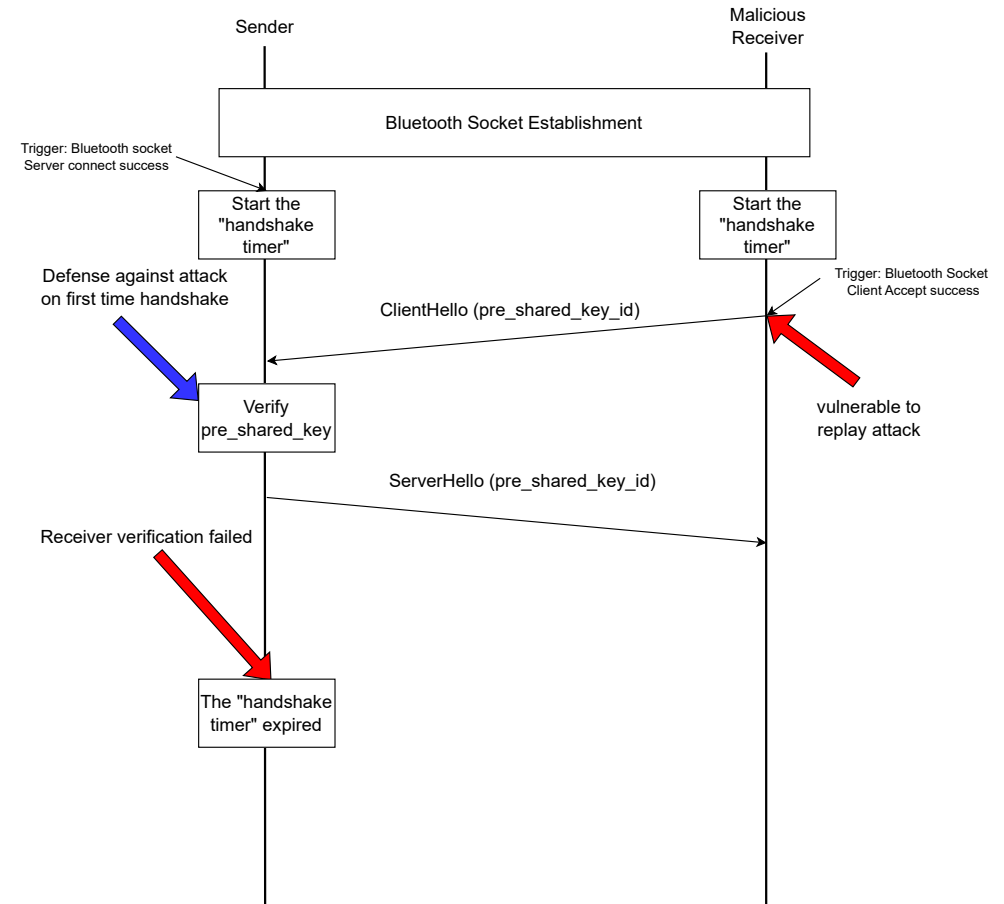 Sender
Malicious
Receiver
Bluetooth Socket Establishment
Trigger: Bluetooth socket
Server connect success
Start the
"handshake
timer"
Start the
"handshake
timer"
Defense against attack
on first time handshake
Trigger: Bluetooth Socket
Client Accept success
ClientHello (pre_shared_key_id)
Verify
pre_shared_key
vulnerable to
replay attack
ServerHello (pre_shared_key_id)
Receiver verification failed
The "handshake
timer" expired